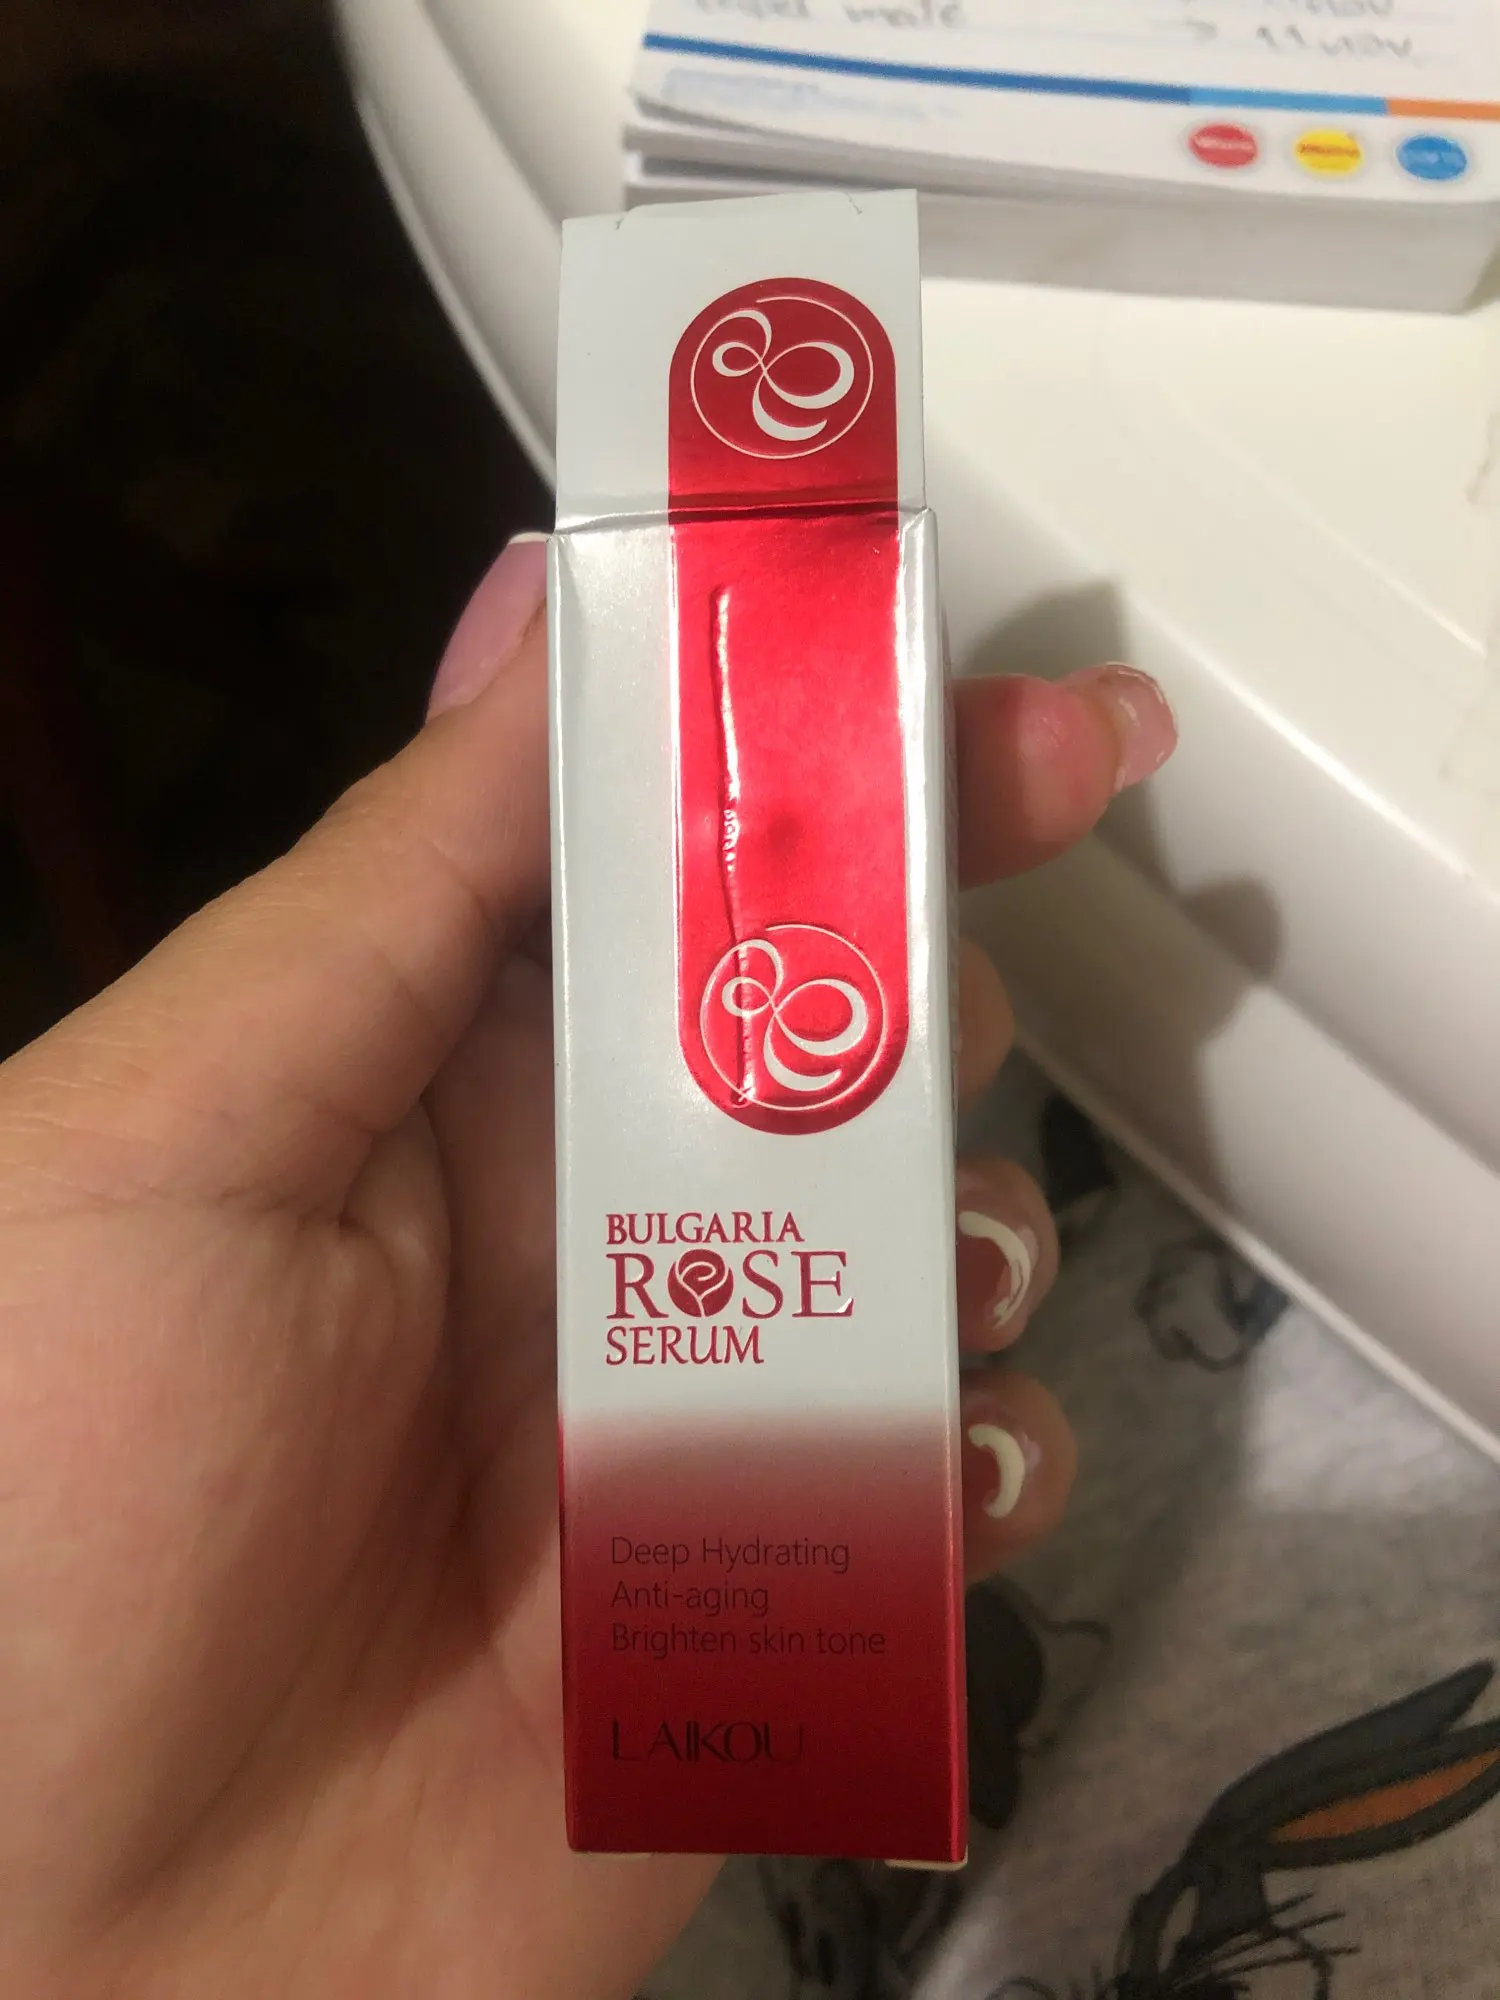 BULGARIA
ROSE
SERUM
Deep Hydrating
Anti-aging
Brighten skin tone
LAIKOU